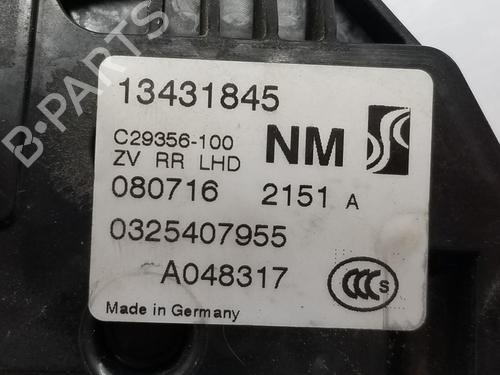 13431845
C29356-100 NM
ZV RR LHD
080716 2151 A
0325407955
A048317
CCC S
Made in Germany
B-PARTS